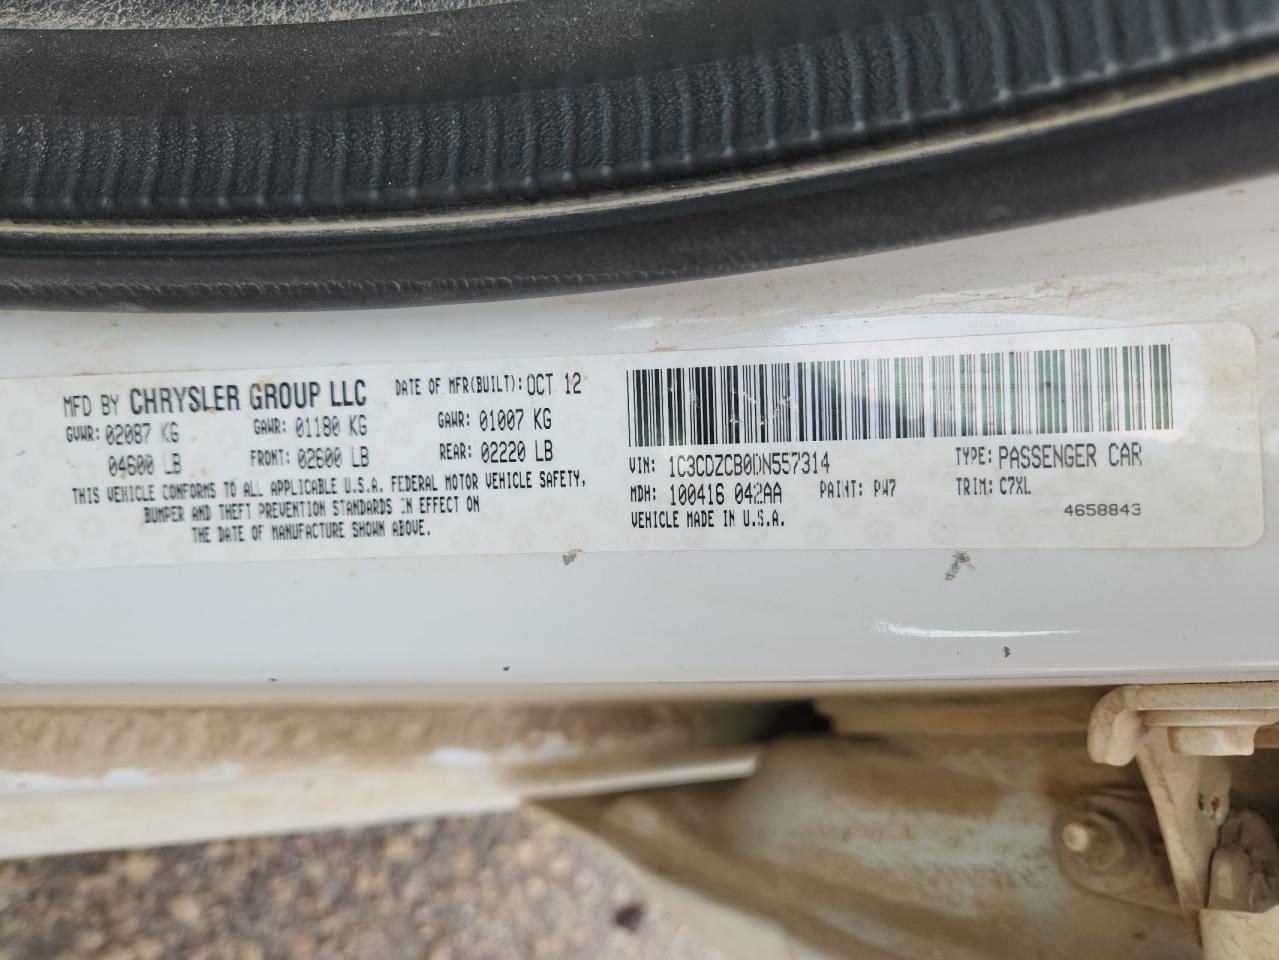 MFD BY CHRYSLER GROUP LLC DATE OF MFR(BUILT): OCT 12
GVWR: 02087 KG GAWR: 01180 KG GAWR: 01007 KG
04600 LB FRONT: 02600 LB REAR: 02220 LB
THIS VEHICLE CONFORMS TO ALL APPLICABLE U.S.A. FEDERAL MOTOR VEHICLE SAFETY,
BUMPER AND THEFT PREVENTION STANDARDS IN EFFECT ON
THE DATE OF MANUFACTURE SHOWN ABOVE.
VIN: 1C3CDZCB0DN557314 TYPE: PASSENGER CAR
MDH: 100416 042AA PAINT: PW7 TRIM: C7XL
VEHICLE MADE IN U.S.A. 4658843